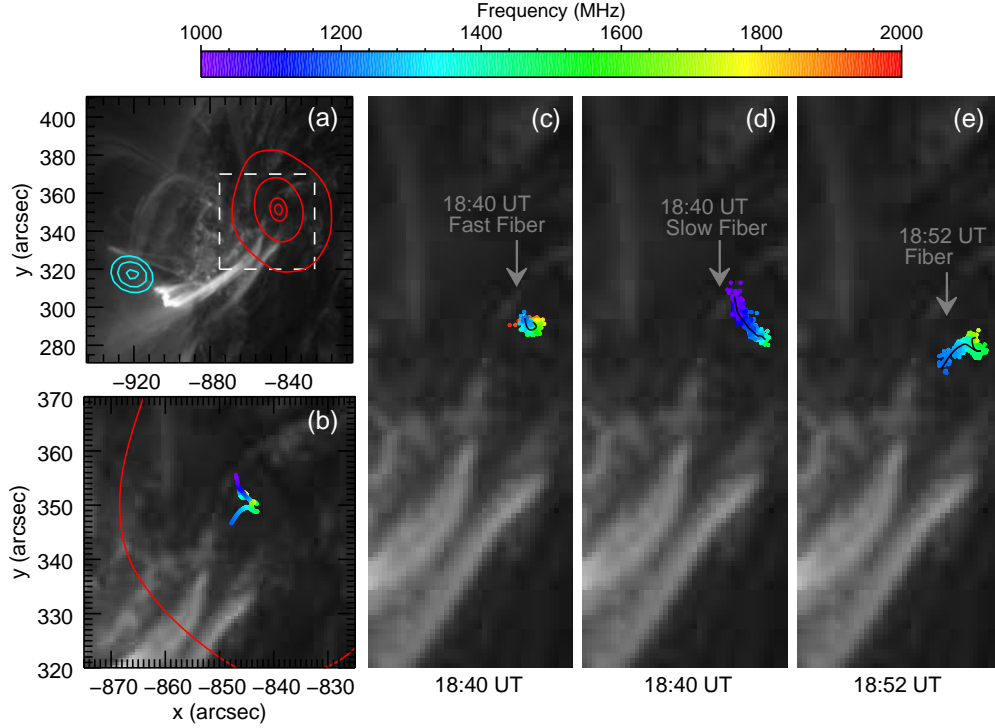 Frequency (MHz)
1000 1200 1400 1600 1800 2000
(a)
y (arcsec)
400
380
360
340
320
300
280
−920 −880 −840
(b)
y (arcsec)
370
360
350
340
330
320
−870 −860 −850 −840 −830
x (arcsec)
(c)
18:40 UT
Fast Fiber
18:40 UT
(d)
18:40 UT
Slow Fiber
18:40 UT
(e)
18:52 UT
Fiber
18:52 UT